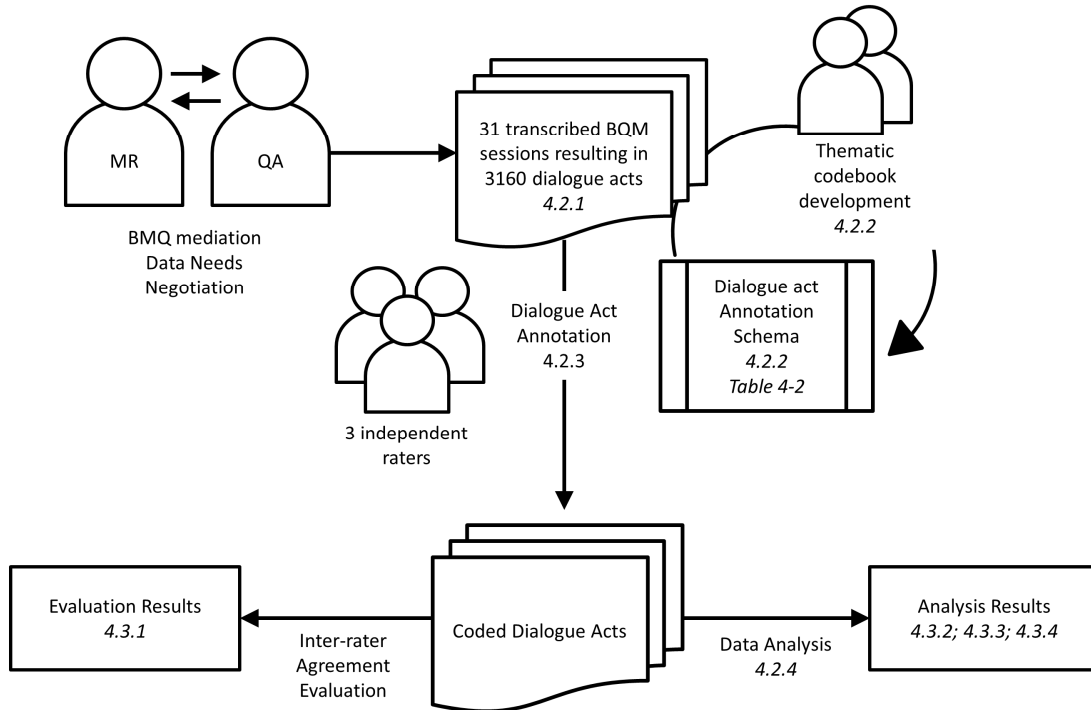 MR
QA
BMQ mediation
Data Needs
Negotiation
31 transcribed BQM
sessions resulting in
3160 dialogue acts
4.2.1
Thematic
codebook
development
4.2.2
Dialogue act
Annotation
Schema
4.2.2
Table 4-2
Dialogue Act
Annotation
4.2.3
3 independent
raters
Evaluation Results
4.3.1
Inter-rater
Agreement
Evaluation
Coded Dialogue Acts
Data Analysis
4.2.4
Analysis Results
4.3.2; 4.3.3; 4.3.4